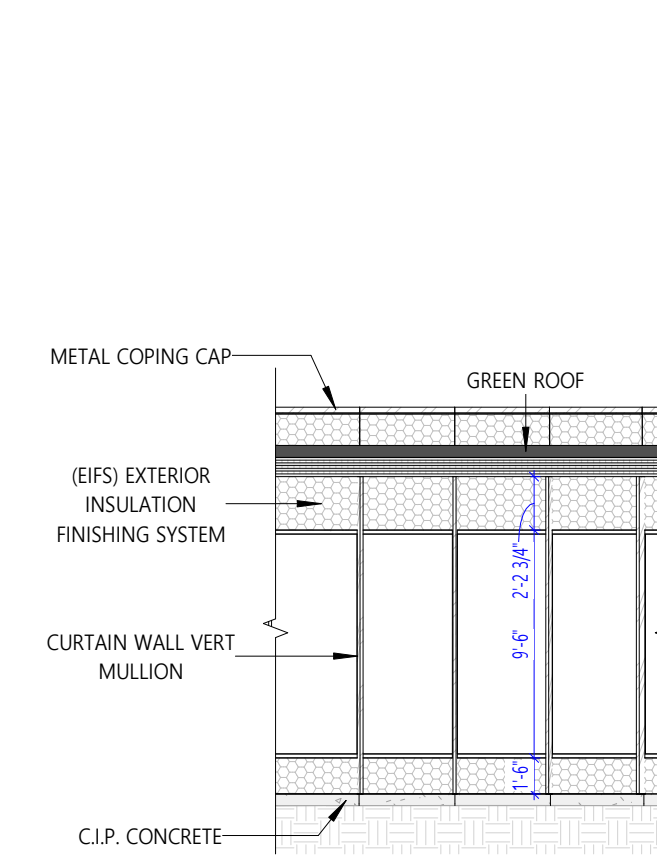 METAL COPING CAP
GREEN ROOF
(EIFS) EXTERIOR
INSULATION
FINISHING SYSTEM
2'-2 3/4"
9'-6"
CURTAIN WALL VERT
MULLION
1'-6"
C.I.P. CONCRETE